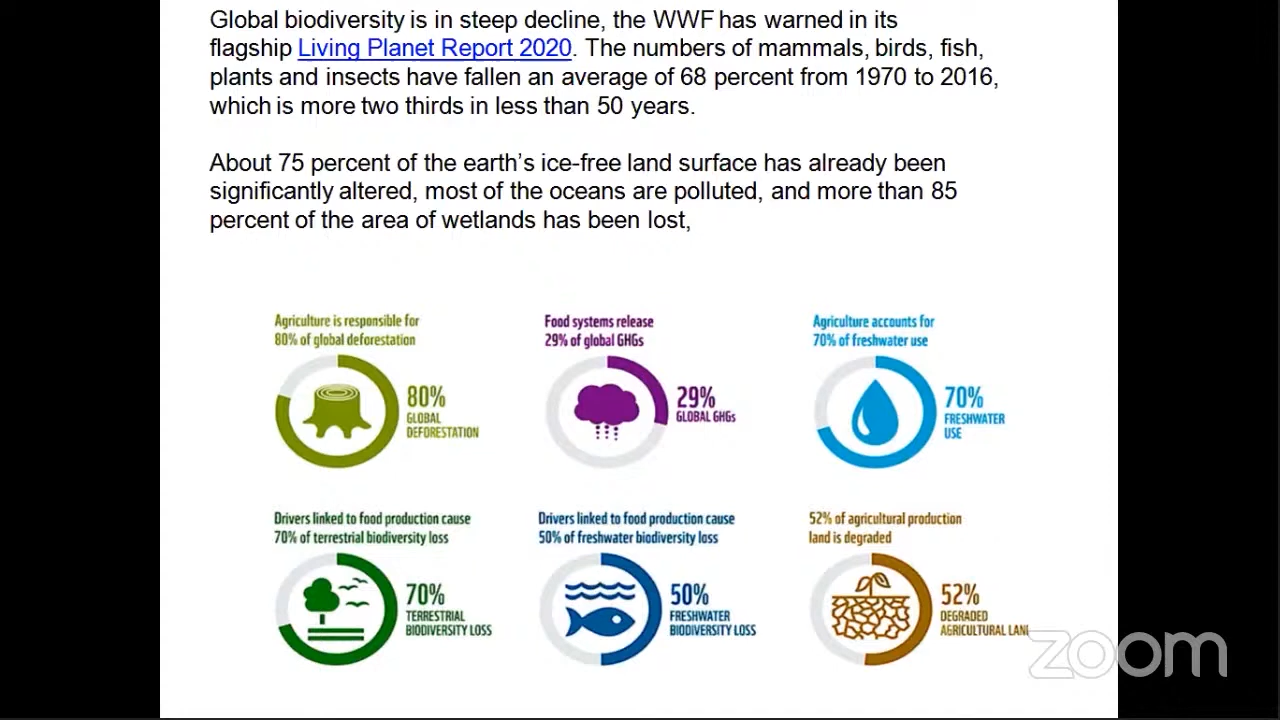 Global biodiversity is in steep decline, the WWF has warned in its
flagship Living Planet Report 2020. The numbers of mammals, birds, fish,
plants and insects have fallen an average of 68 percent from 1970 to 2016,
which is more two thirds in less than 50 years.
About 75 percent of the earth's ice-free land surface has already been
significantly altered, most of the oceans are polluted, and more than 85
percent of the area of wetlands has been lost,
Agriculture is responsible for
80% of global deforestation
80%
GLOBAL
DEFORESTATION
Food systems release
29% of global GHGs
29%
GLOBAL GHGs
Agriculture accounts for
70% of freshwater use
70%
FRESHWATER
USE
Drivers linked to food production cause
70% of terrestrial biodiversity loss
70%
TERRESTRIAL
BIODIVERSITY LOSS
Drivers linked to food production cause
50% of freshwater biodiversity loss
50%
FRESHWATER
BIODIVERSITY LOSS
52% of agricultural production
land is degraded
52%
DEGRADED
AGRICULTURAL LAN
zoom